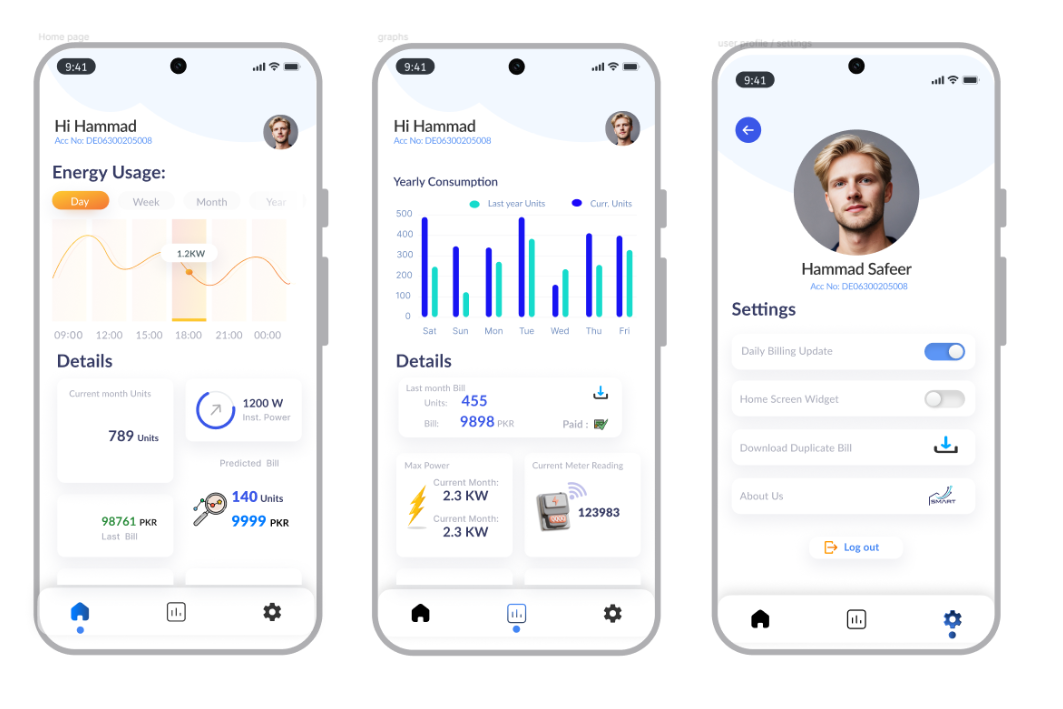 Home page
9:41
Hi Hammad
Acc No: DE06300205008
Energy Usage:
Day Week Month Year
1.2KW
09:00 12:00 15:00 18:00 21:00 00:00
Details
Current month Units
789 Units
1200 W
Inst. Power
Predicted Bill
140 Units
9999 PKR
98761 PKR
Last Bill
graphs
9:41
Hi Hammad
Acc No: DE06300205008
Yearly Consumption
Last year Units Curr. Units
500
400
300
200
100
0
Sat Sun Mon Tue Wed Thu Fri
Details
Last month Bill
Units: 455
Bill: 9898 PKR Paid :
Max Power
Current Month:
2.3 KW
Current Month:
2.3 KW
Current Meter Reading
123983
user profile / settings
9:41
Hammad Safeer
Acc No: DE06300205008
Settings
Daily Billing Update
Home Screen Widget
Download Duplicate Bill
About Us
SMART
Log out